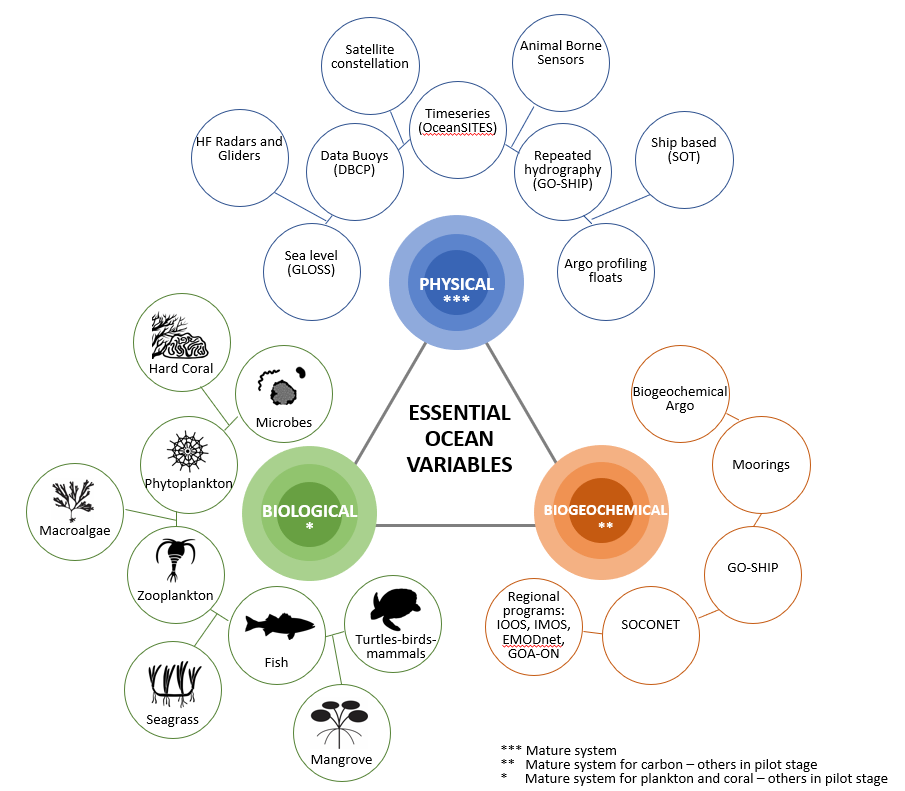 Satellite
constellation
Animal Borne
Sensors
Timeseries
(OceanSITES)
HF Radars and
Gliders
Data Buoys
(DBCP)
Repeated
hydrography
(GO-SHIP)
Ship based
(SOT)
Sea level
(GLOSS)
Argo profiling
floats
PHYSICAL
***
Hard Coral
Microbes
Phytoplankton
Macroalgae
Zooplankton
Seagrass
Fish
Turtles-birds-
mammals
Mangrove
BIOLOGICAL
*
ESSENTIAL
OCEAN
VARIABLES
BIOGEOCHEMICAL
**
Biogeochemical
Argo
Moorings
GO-SHIP
SOCONET
Regional
programs:
IOOS, IMOS,
EMODnet,
GOA-ON
*** Mature system
** Mature system for carbon – others in pilot stage
* Mature system for plankton and coral – others in pilot stage